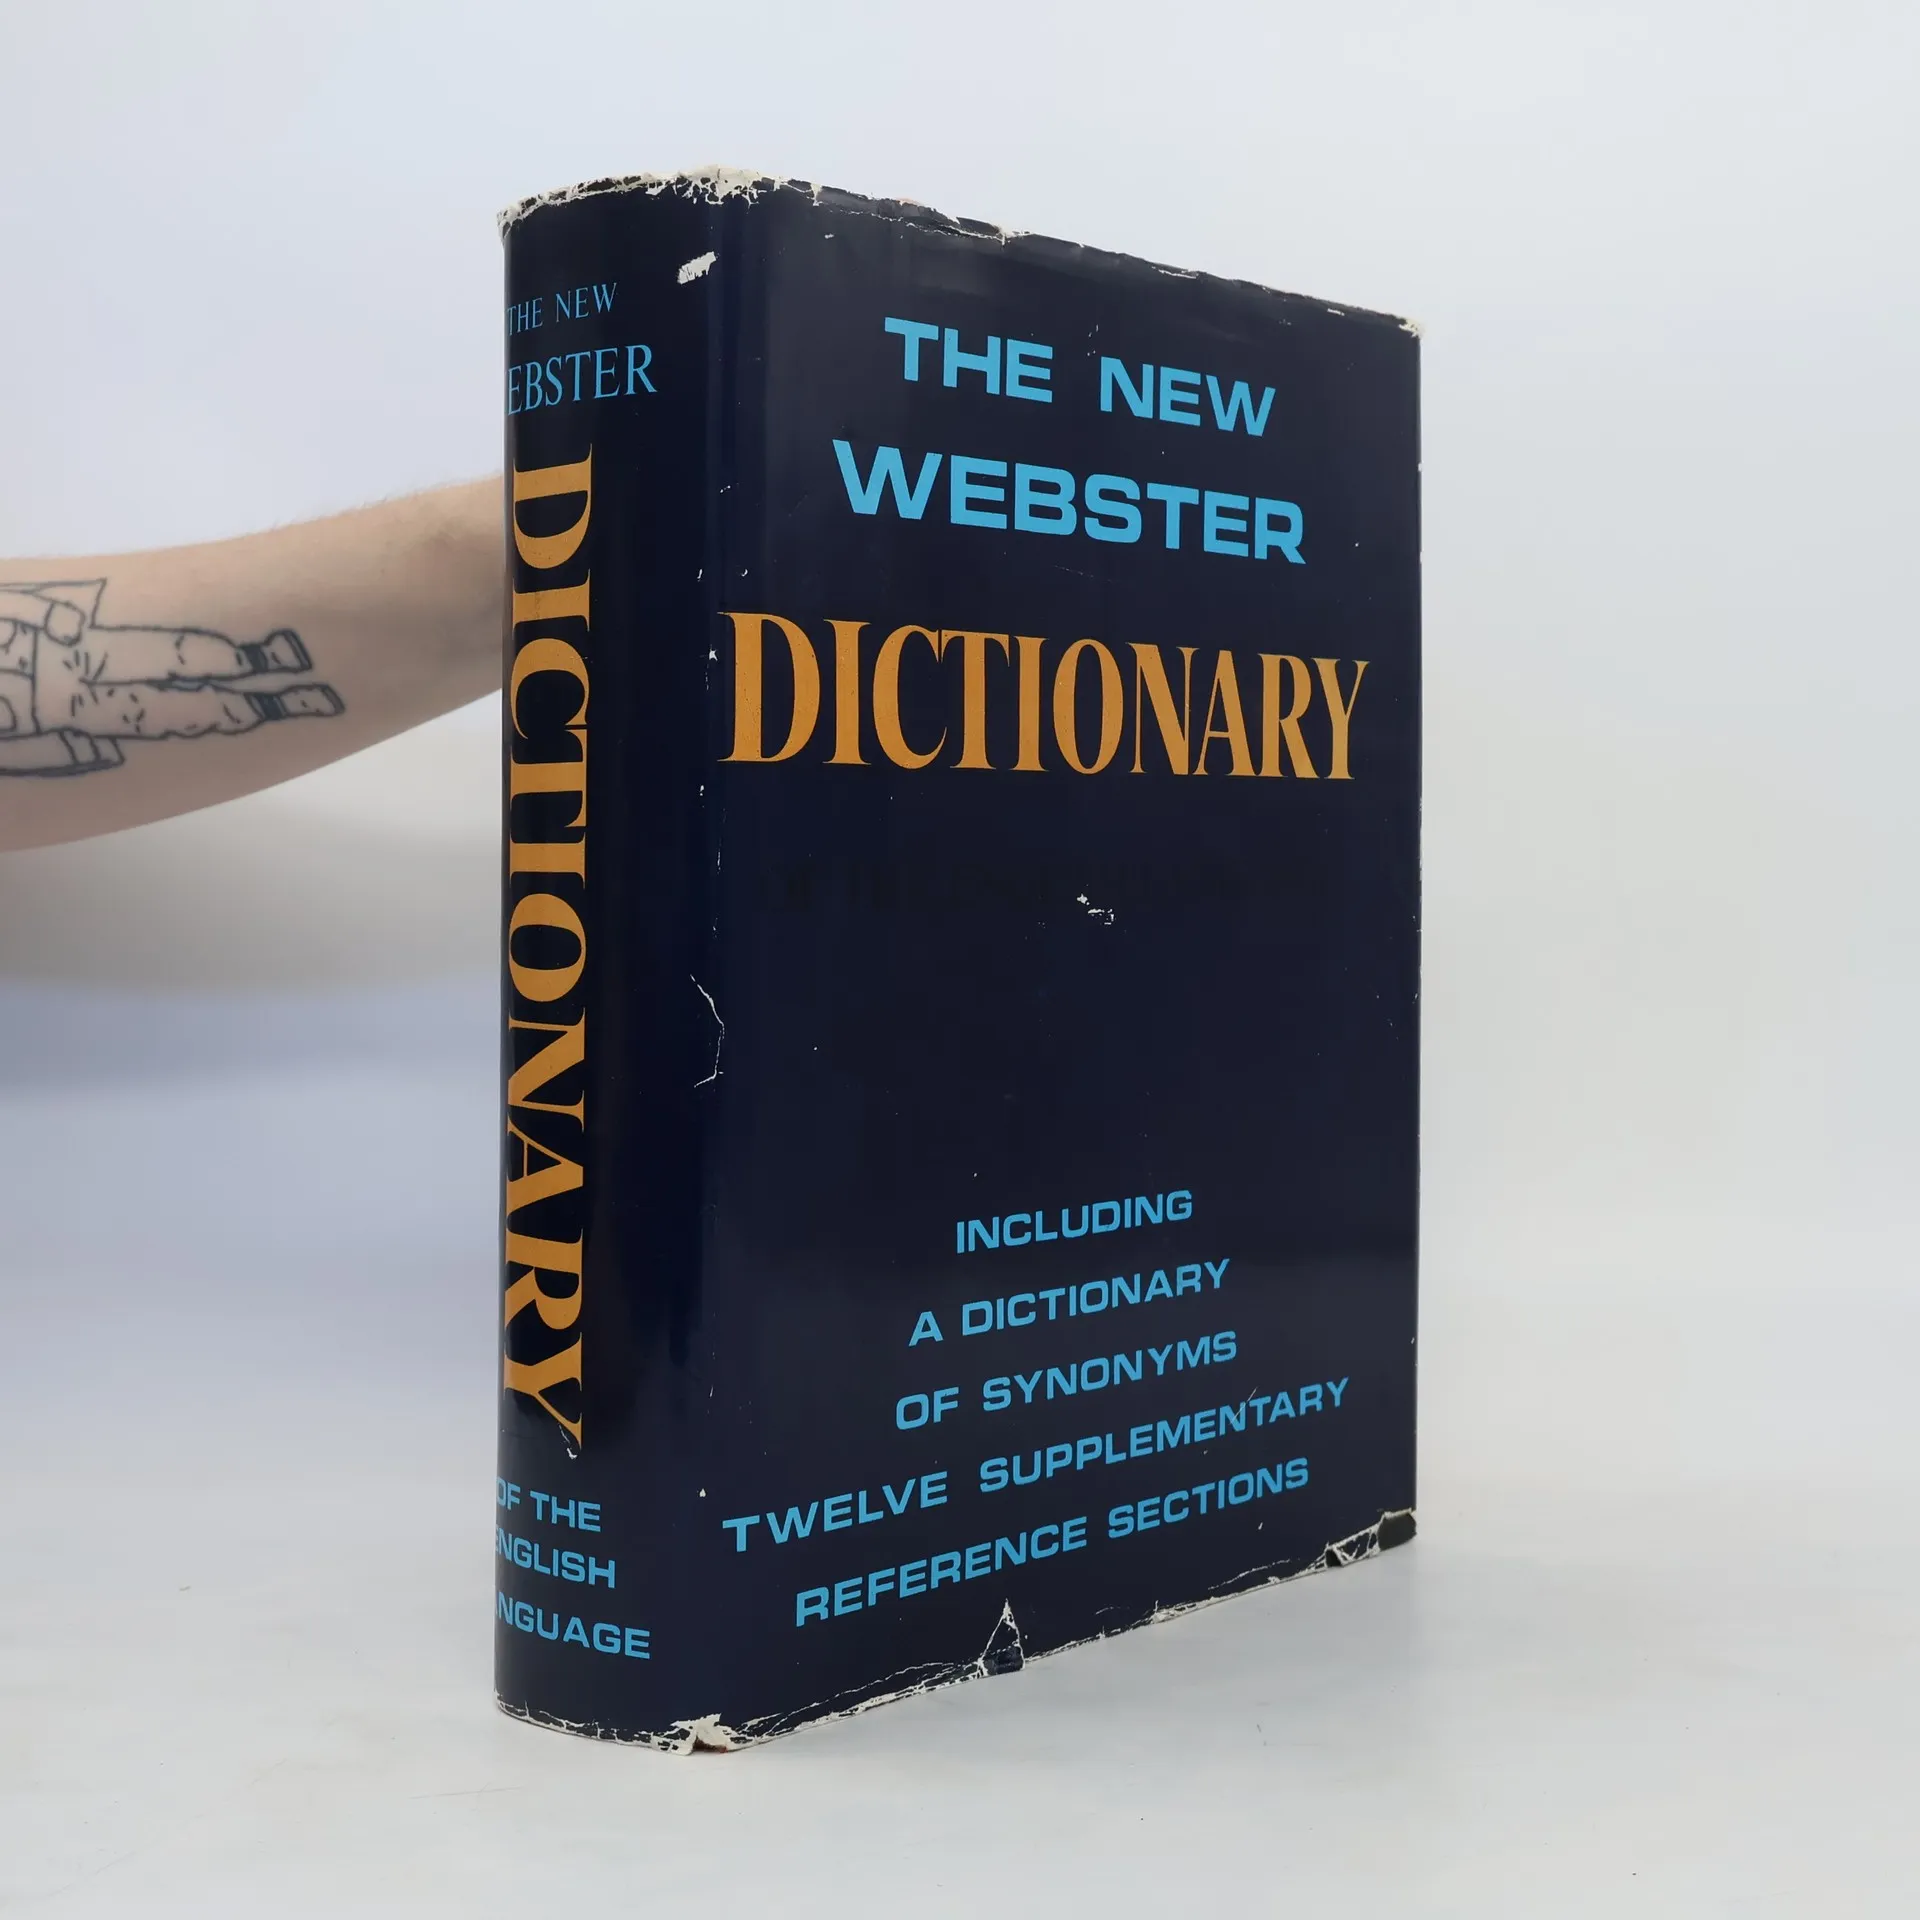 THE NEW
EBSTER
DICTIONARY
OF THE
ENGLISH
NGUAGE
THE NEW
WEBSTER
DICTIONARY
INCLUDING
A DICTIONARY
OF SYNONYMS
TWELVE SUPPLEMENTARY
REFERENCE SECTIONS